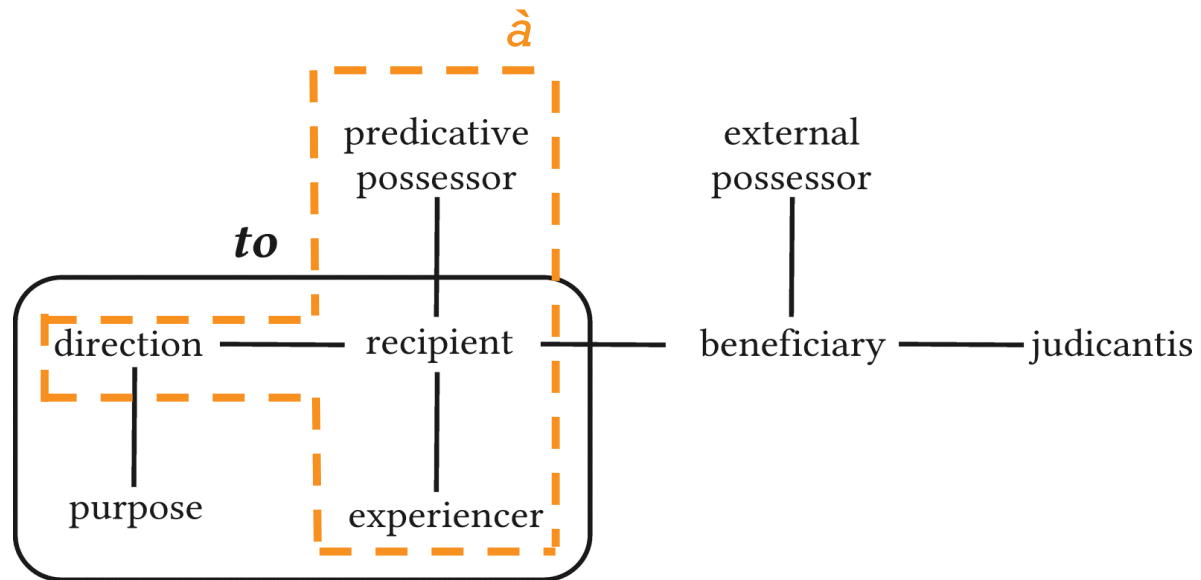 à
predicative
possessor
external
possessor
to
direction
recipient
beneficiary
judicantis
purpose
experiencer